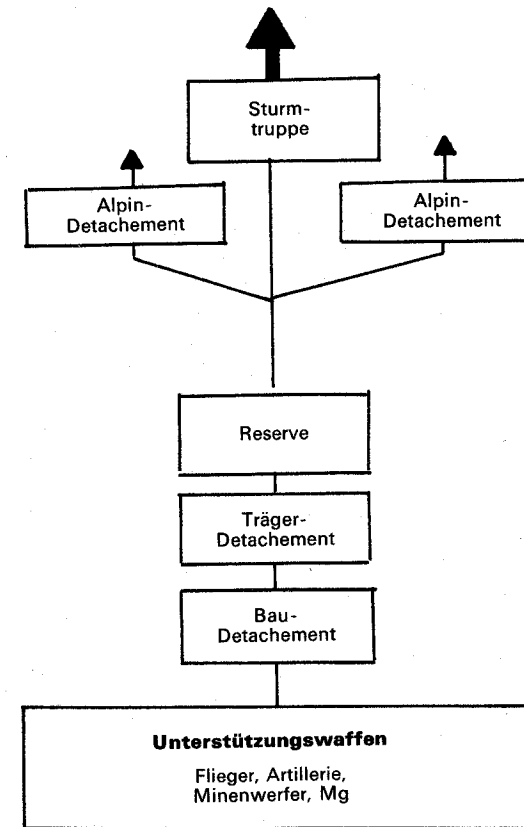 Sturm-
truppe
Alpin-
Detachement
Alpin-
Detachement
Reserve
Träger-
Detachement
Bau-
Detachement
Unterstützungswaffen
Flieger, Artillerie,
Minenwerfer, Mg